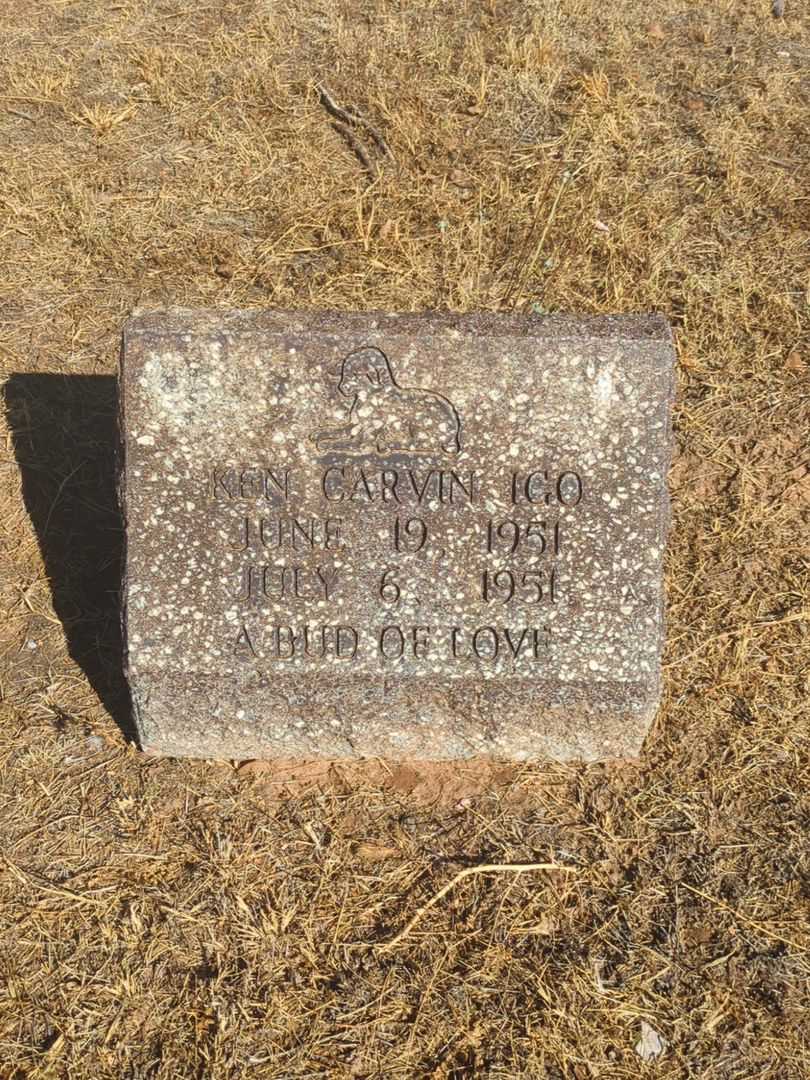 KEN CARVIN IGO
JUNE 19, 1951
JULY 6, 1951
A BUD OF LOVE